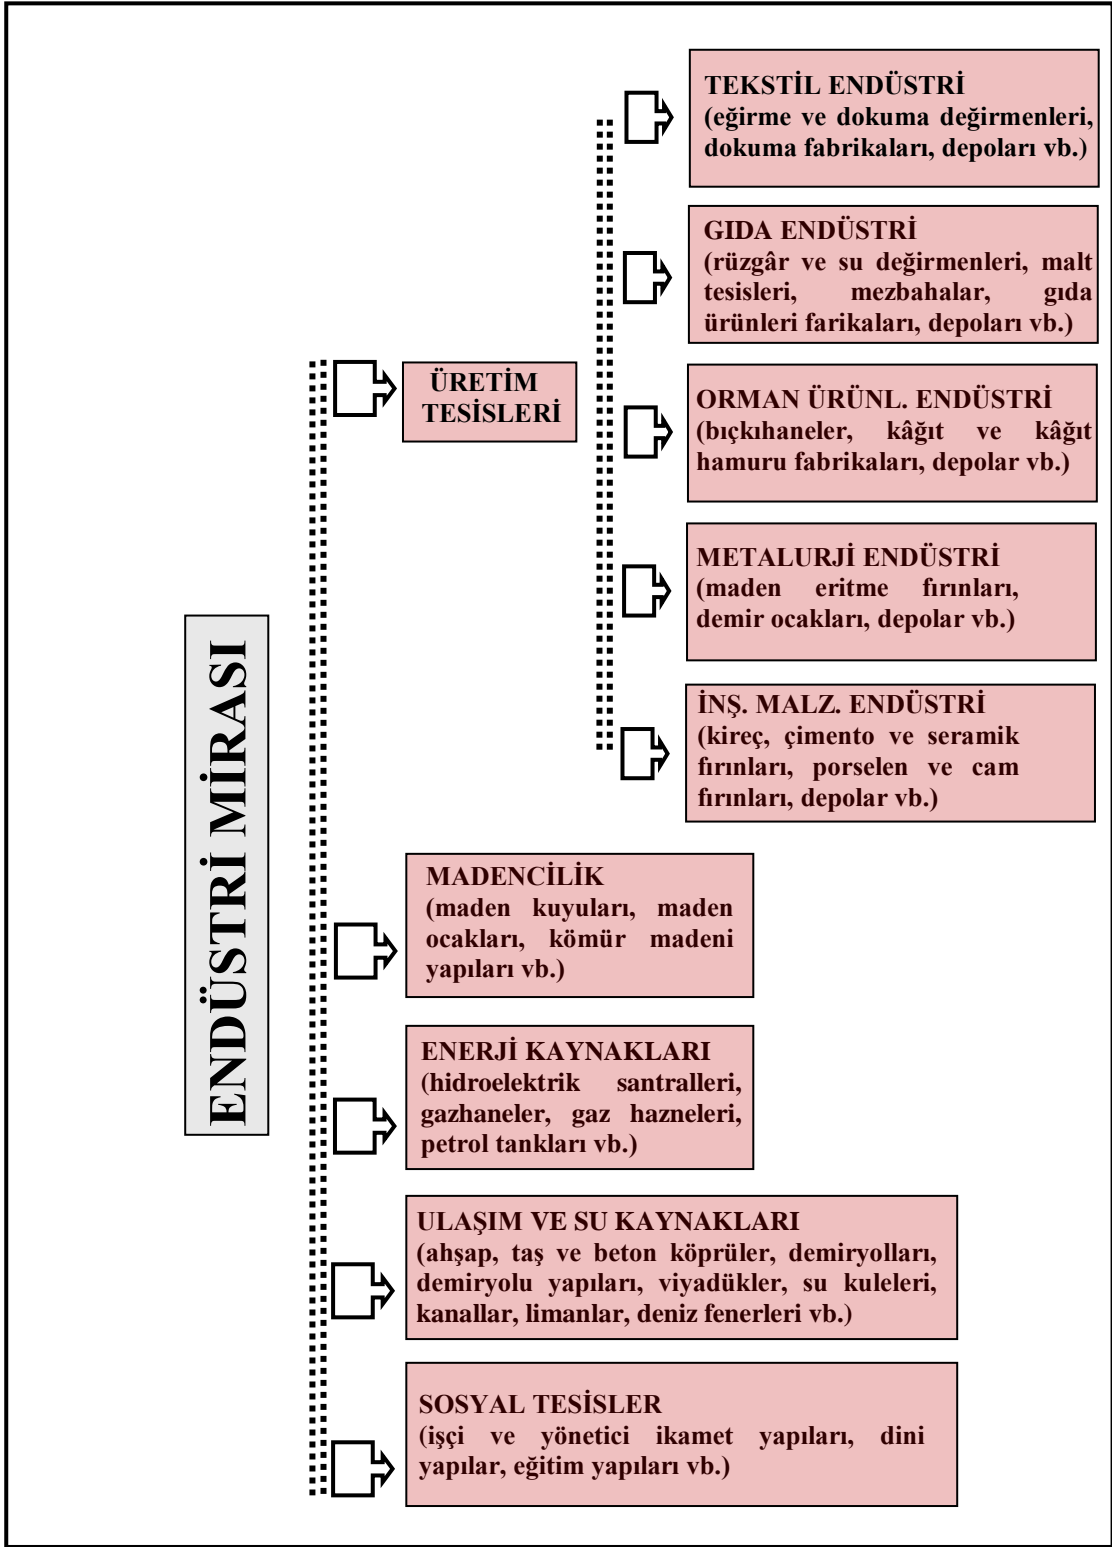 ENDÜSTRİ MİRASI
ÜRETİM
TESİSLERİ
TEKSTİL ENDÜSTRİ
(eğirme ve dokuma değirmenleri,
dokuma fabrikaları, depoları vb.)
GIDA ENDÜSTRİ
(rüzgâr ve su değirmenleri, malt
tesisleri, mezbahalar, gıda
ürünleri farikaları, depoları vb.)
ORMAN ÜRÜNL. ENDÜSTRİ
(bıçkıhaneler, kâğıt ve kâğıt
hamuru fabrikaları, depolar vb.)
METALURJİ ENDÜSTRİ
(maden eritme fırınları,
demir ocakları, depolar vb.)
İNŞ. MALZ. ENDÜSTRİ
(kireç, çimento ve seramik
fırınları, porselen ve cam
fırınları, depolar vb.)
MADENCİLİK
(maden kuyuları, maden
ocakları, kömür madeni
yapıları vb.)
ENERJİ KAYNAKLARI
(hidroelektrik santralleri,
gazhaneler, gaz hazneleri,
petrol tankları vb.)
ULAŞIM VE SU KAYNAKLARI
(ahşap, taş ve beton köprüler, demiryolları,
demiryolu yapıları, viyadükler, su kuleleri,
kanallar, limanlar, deniz fenerleri vb.)
SOSYAL TESİSLER
(işçi ve yönetici ikamet yapıları, dini
yapılar, eğitim yapıları vb.)